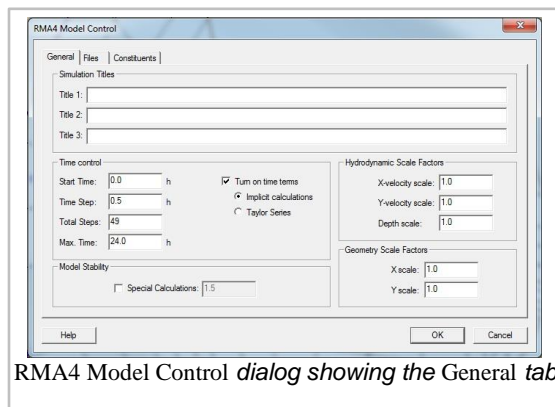 RMA4 Model Control
General Files Constituents
Simulation Titles
Title 1:
Title 2:
Title 3:
Time control
Start Time: 0.0 h
Time Step: 0.5 h
Total Steps: 49
Max. Time: 24.0 h
Turn on time terms
Implicit calculations
Taylor Series
Hydrodynamic Scale Factors
X-velocity scale: 1.0
Y-velocity scale: 1.0
Depth scale: 1.0
Model Stability
Special Calculations: 1.5
Geometry Scale Factors
X scale: 1.0
Y scale: 1.0
Help OK Cancel
RMA4 Model Control dialog showing the General tab